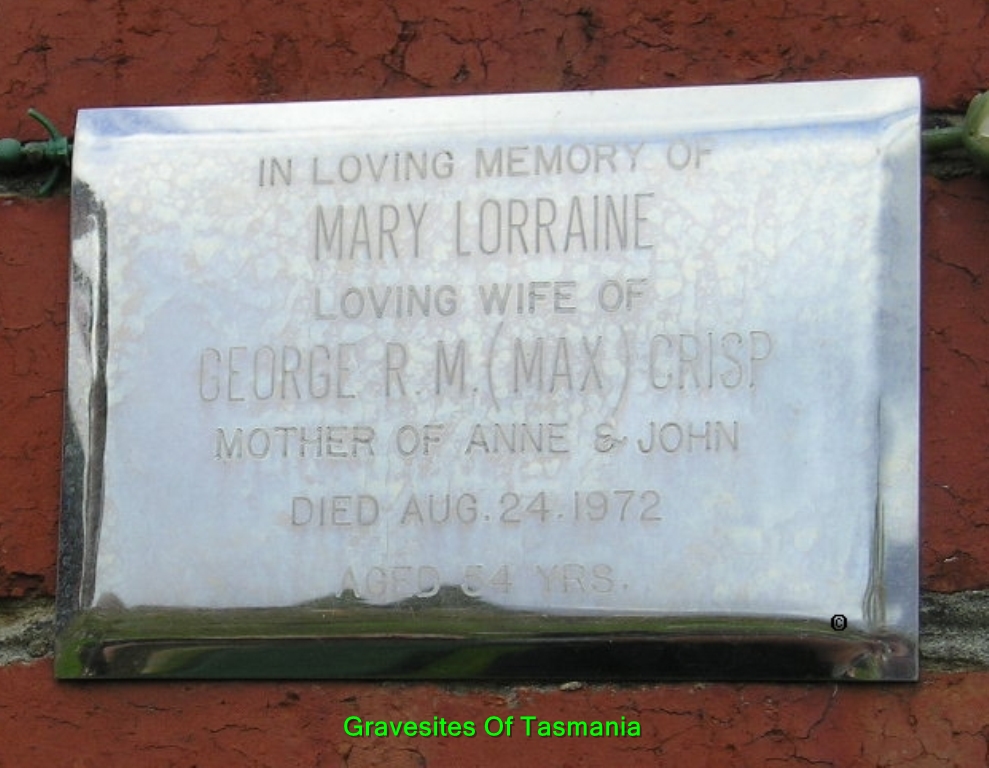 IN LOVING MEMORY OF
MARY LORRAINE
LOVING WIFE OF
GEORGE R.M. (MAX) CRISP
MOTHER OF ANNE & JOHN
DIED AUG. 24. 1972
AGED 54 YRS.
©
Gravesites Of Tasmania